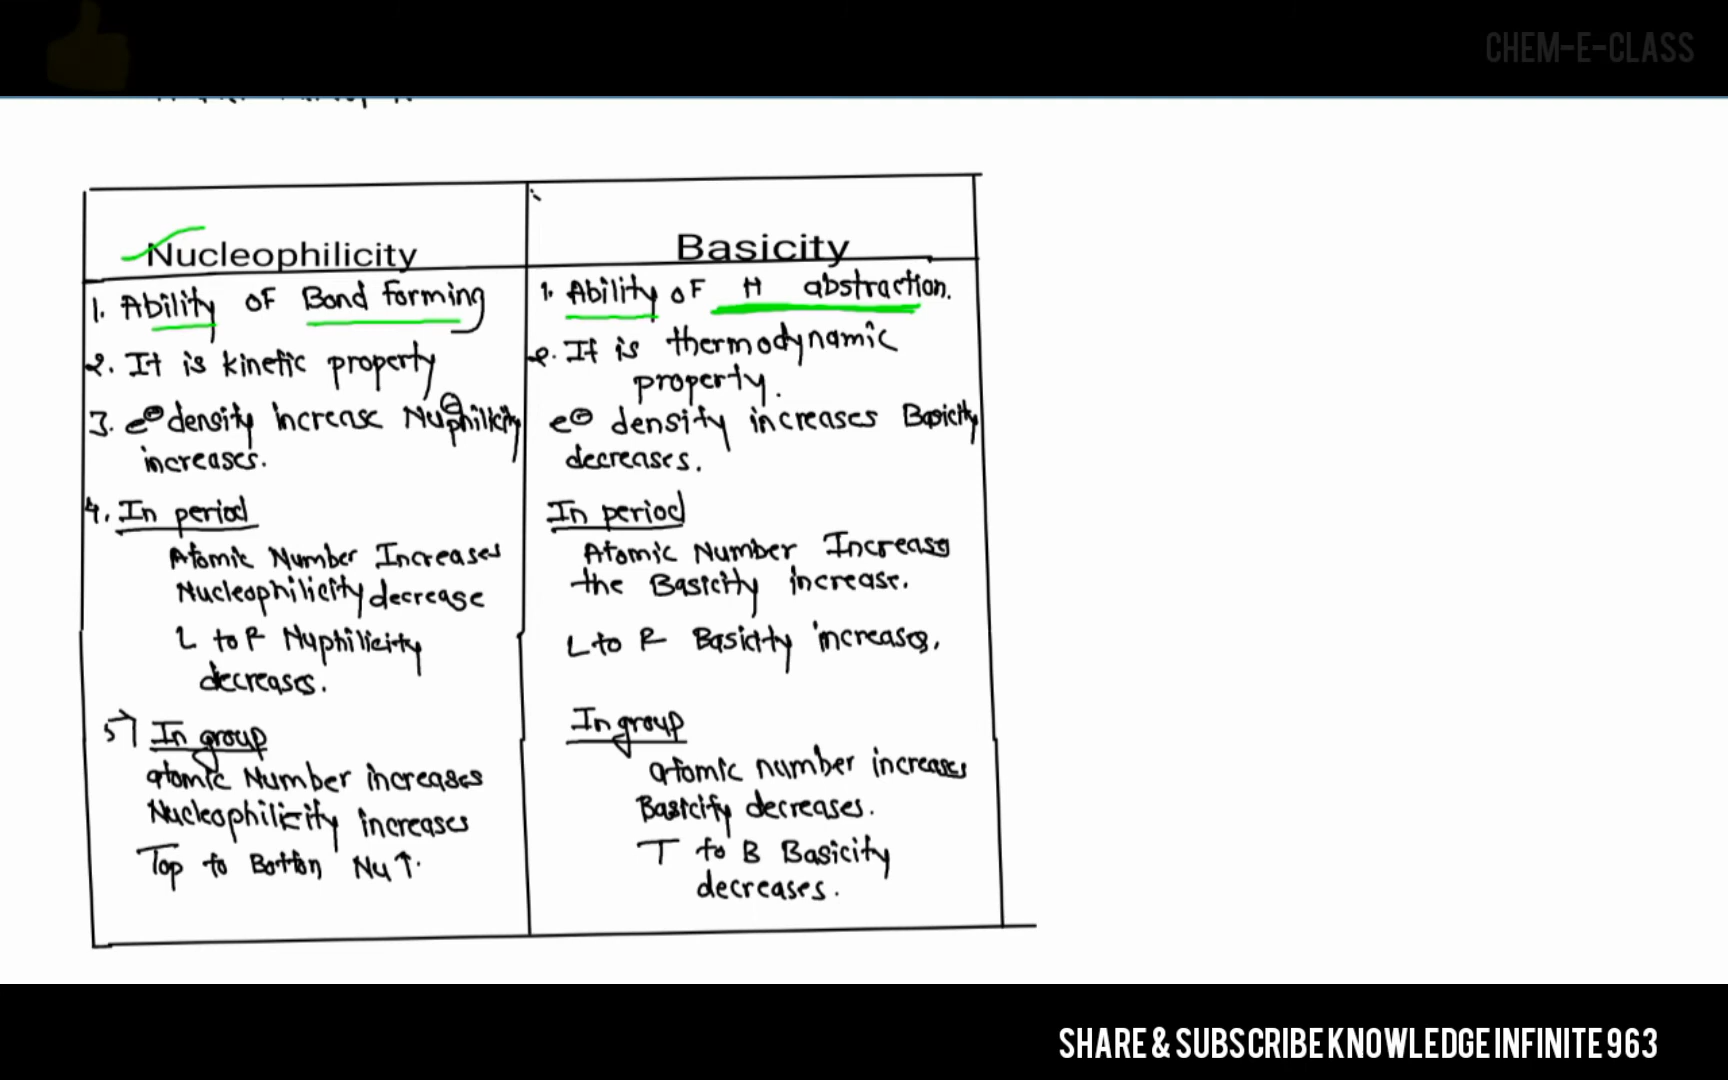 CHEM-E-CLASS
Nucleophilicity
1. Ability of Bond forming
2. It is kinetic property
3. e⊖ density increase Nu⊖philicity
increases.
4. In period
Atomic Number Increases
Nucleophilicity decrease
L to R Nuphilicity
decreases.
5) In group
atomic Number increases
Nucleophilicity increases
Top to Bottom Nu ↑.
Basicity
1. Ability of H abstraction.
2. It is thermodynamic
property.
e⊖ density increases Basicity
decreases.
In period
Atomic Number Increases
the Basicity increase.
L to R Basicity increases.
In group
atomic number increases
Basicity decreases.
T to B Basicity
decreases.
SHARE & SUBSCRIBE KNOWLEDGE INFINITE 963